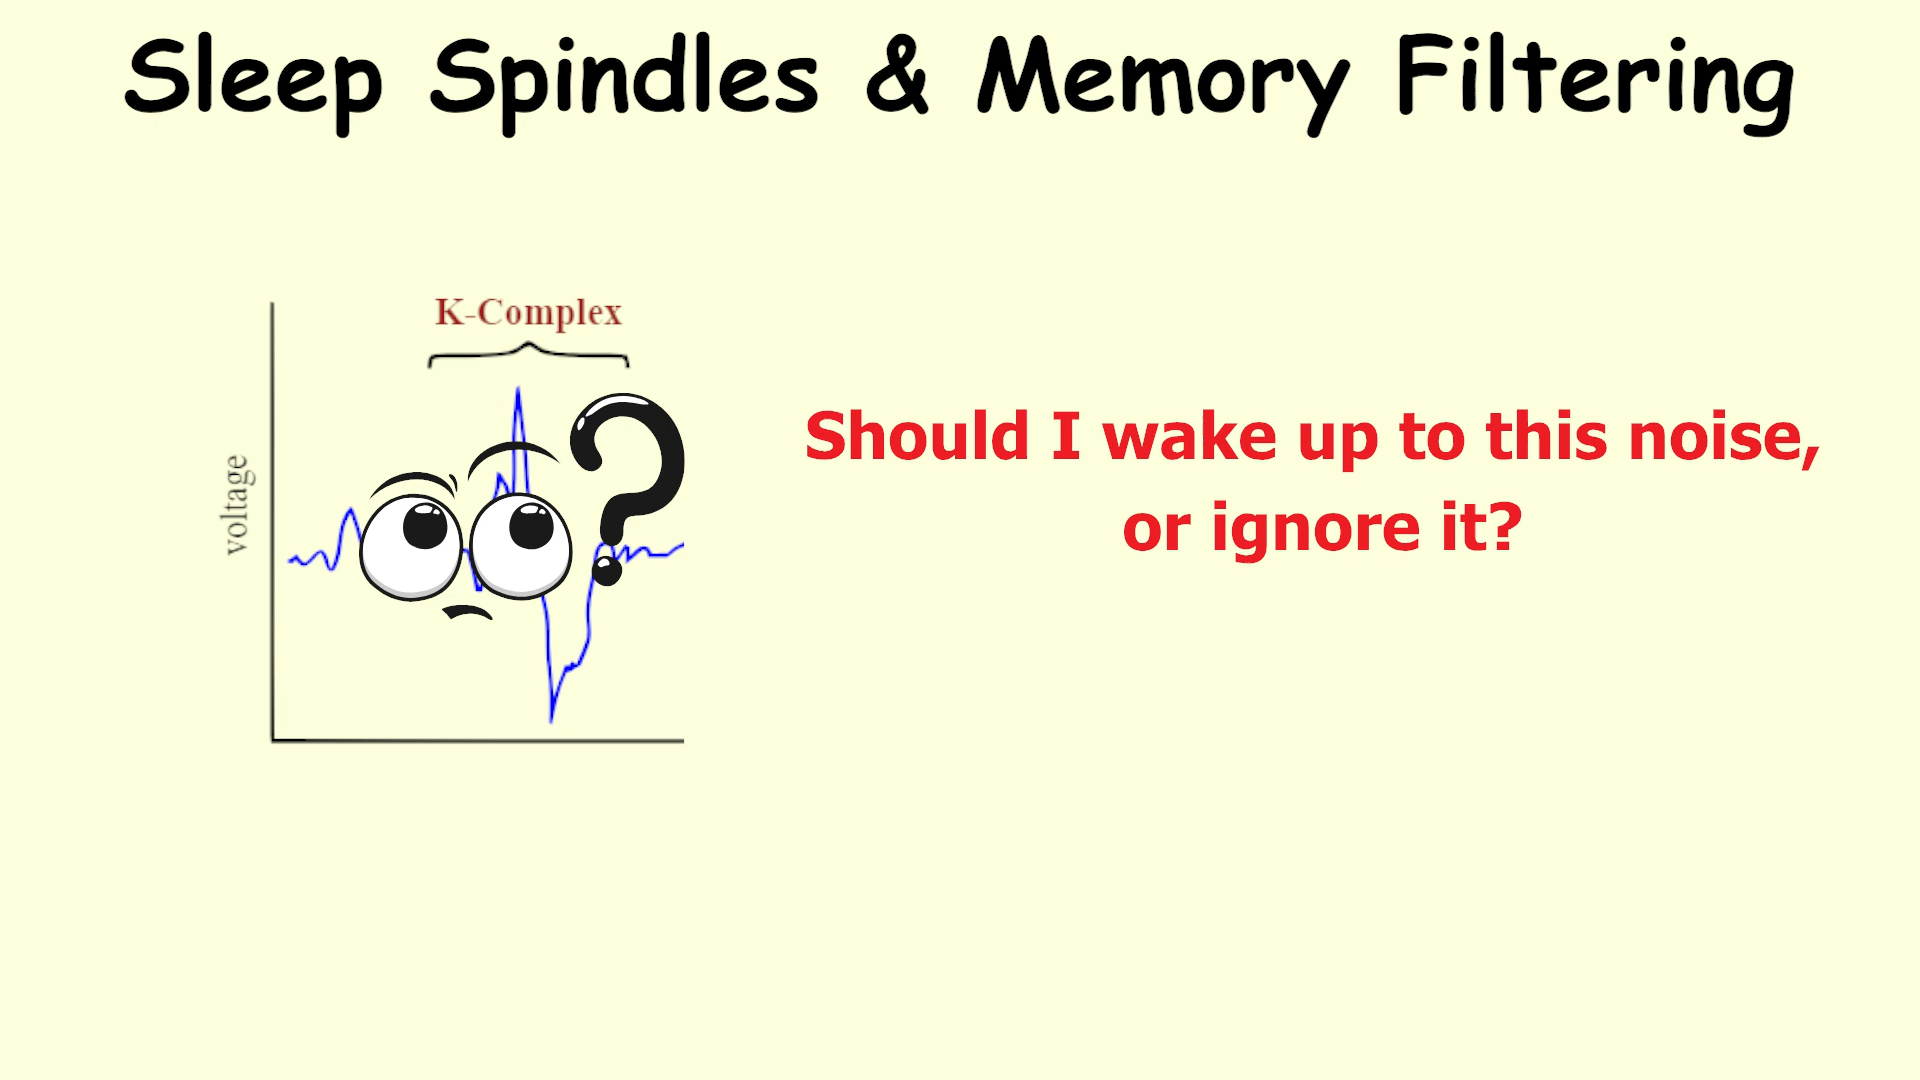 Sleep Spindles & Memory Filtering
K-Complex
voltage
Should I wake up to this noise,
or ignore it?